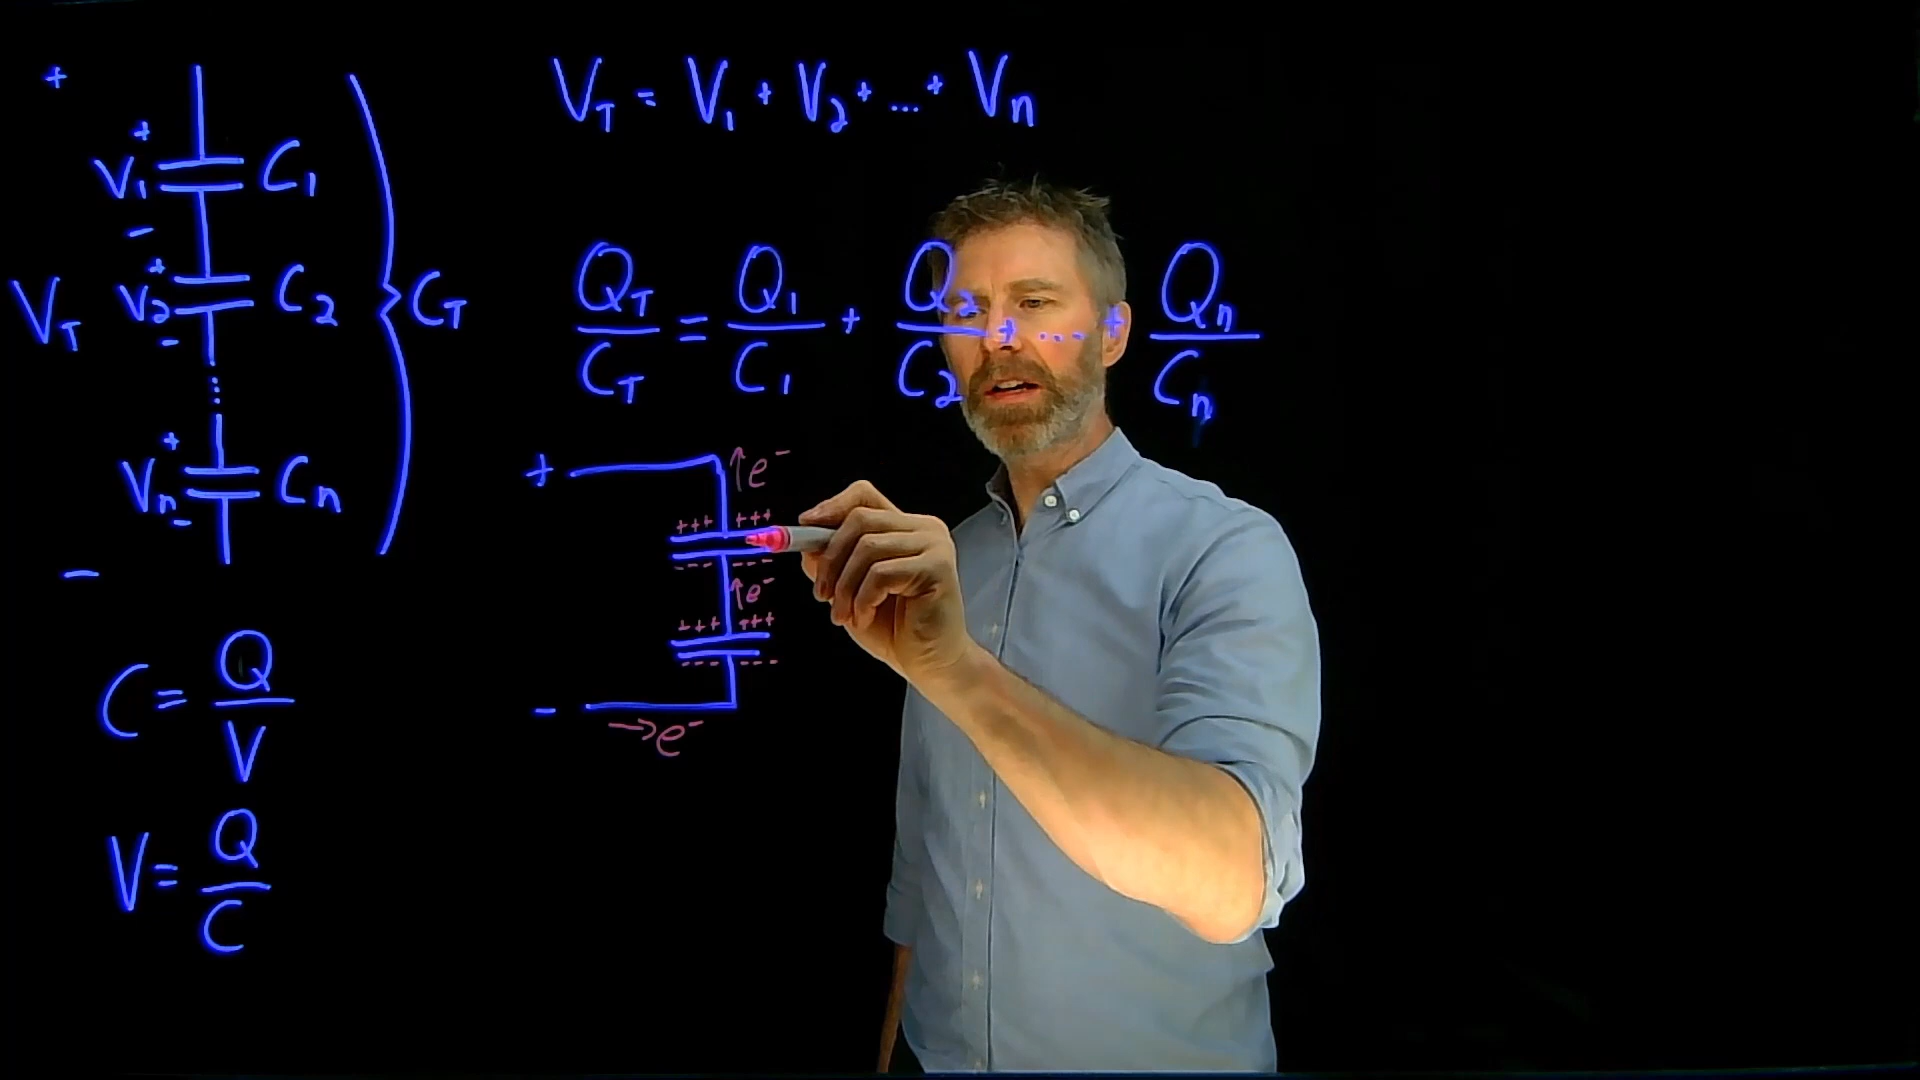 +
V_T
V_1 + - C_1
V_2 + - C_2
⋮
V_n + - C_n
-
C_T
C = Q/V
V = Q/C
V_T = V_1 + V_2 + ... + V_n
Q_T/C_T = Q_1/C_1 + Q_2/C_2 + .... + Q_n/C_n
+ ↑e⁻
+++ +++
--- ---
↑e⁻
+++ +++
--- ---
-
→e⁻